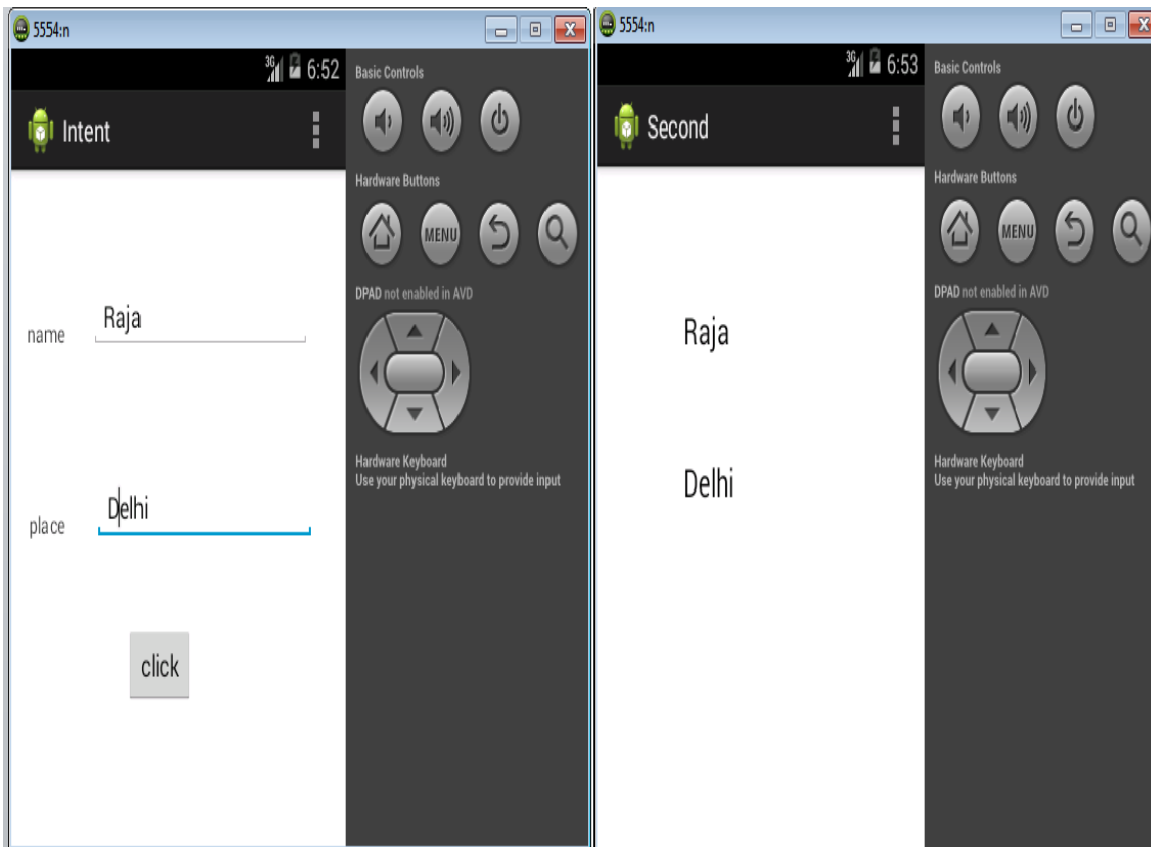 5554:n
3G 6:52
Intent
name
Raja
place
Delhi
click
Basic Controls
Hardware Buttons
MENU
DPAD not enabled in AVD
Hardware Keyboard
Use your physical keyboard to provide input
5554:n
3G 6:53
Second
Raja
Delhi
Basic Controls
Hardware Buttons
MENU
DPAD not enabled in AVD
Hardware Keyboard
Use your physical keyboard to provide input